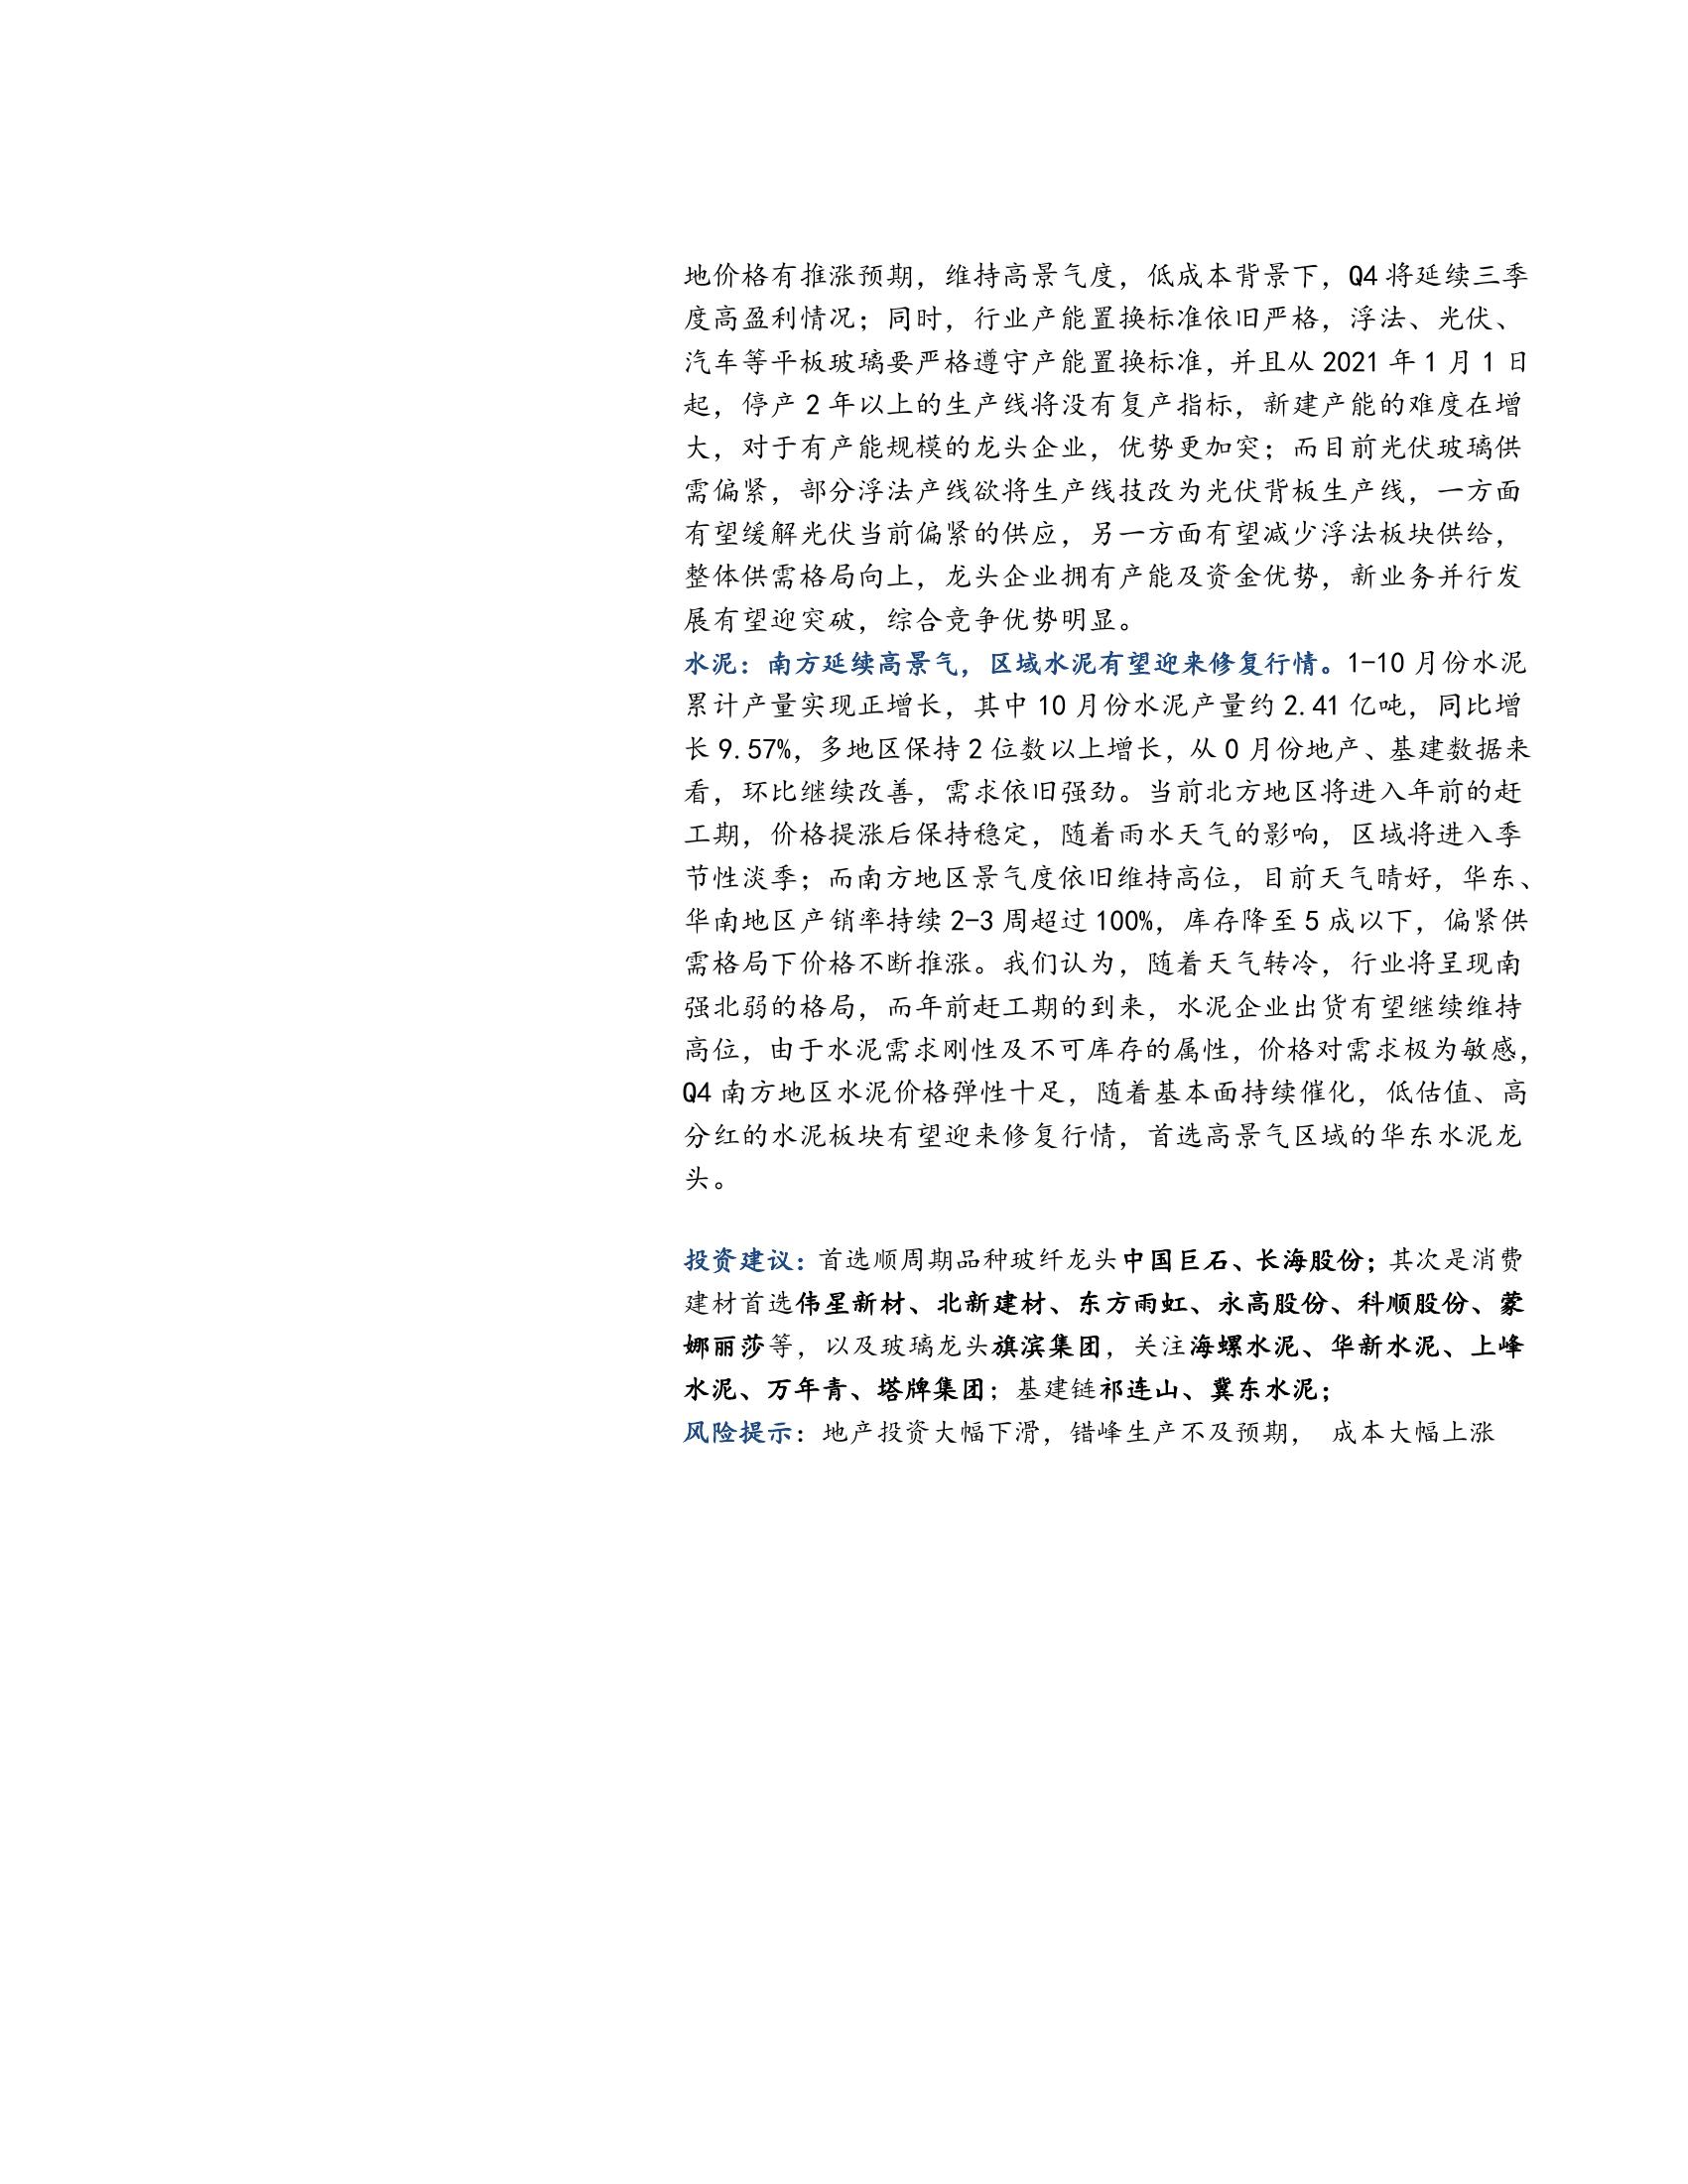 地价格有推涨预期，维持高景气度，低成本背景下，Q4 将延续三季
度高盈利情况；同时，行业产能置换标准依旧严格，浮法、光伏、
汽车等平板玻璃要严格遵守产能置换标准，并且从 2021 年 1 月 1 日
起，停产 2 年以上的生产线将没有复产指标，新建产能的难度在增
大，对于有产能规模的龙头企业，优势更加突；而目前光伏玻璃供
需偏紧，部分浮法产线欲将生产线技改为光伏背板生产线，一方面
有望缓解光伏当前偏紧的供应，另一方面有望减少浮法板块供给，
整体供需格局向上，龙头企业拥有产能及资金优势，新业务并行发
展有望迎突破，综合竞争优势明显。
水泥：南方延续高景气，区域水泥有望迎来修复行情。1-10 月份水泥
累计产量实现正增长，其中 10 月份水泥产量约 2.41 亿吨，同比增
长 9.57%，多地区保持 2 位数以上增长，从 0 月份地产、基建数据来
看，环比继续改善，需求依旧强劲。当前北方地区将进入年前的赶
工期，价格提涨后保持稳定，随着雨水天气的影响，区域将进入季
节性淡季；而南方地区景气度依旧维持高位，目前天气晴好，华东、
华南地区产销率持续 2-3 周超过 100%，库存降至 5 成以下，偏紧供
需格局下价格不断推涨。我们认为，随着天气转冷，行业将呈现南
强北弱的格局，而年前赶工期的到来，水泥企业出货有望继续维持
高位，由于水泥需求刚性及不可库存的属性，价格对需求极为敏感，
Q4 南方地区水泥价格弹性十足，随着基本面持续催化，低估值、高
分红的水泥板块有望迎来修复行情，首选高景气区域的华东水泥龙
头。
投资建议：首选顺周期品种玻纤龙头中国巨石、长海股份；其次是消费
建材首选伟星新材、北新建材、东方雨虹、永高股份、科顺股份、蒙
娜丽莎等，以及玻璃龙头旗滨集团，关注海螺水泥、华新水泥、上峰
水泥、万年青、塔牌集团；基建链祁连山、冀东水泥；
风险提示：地产投资大幅下滑，错峰生产不及预期， 成本大幅上涨